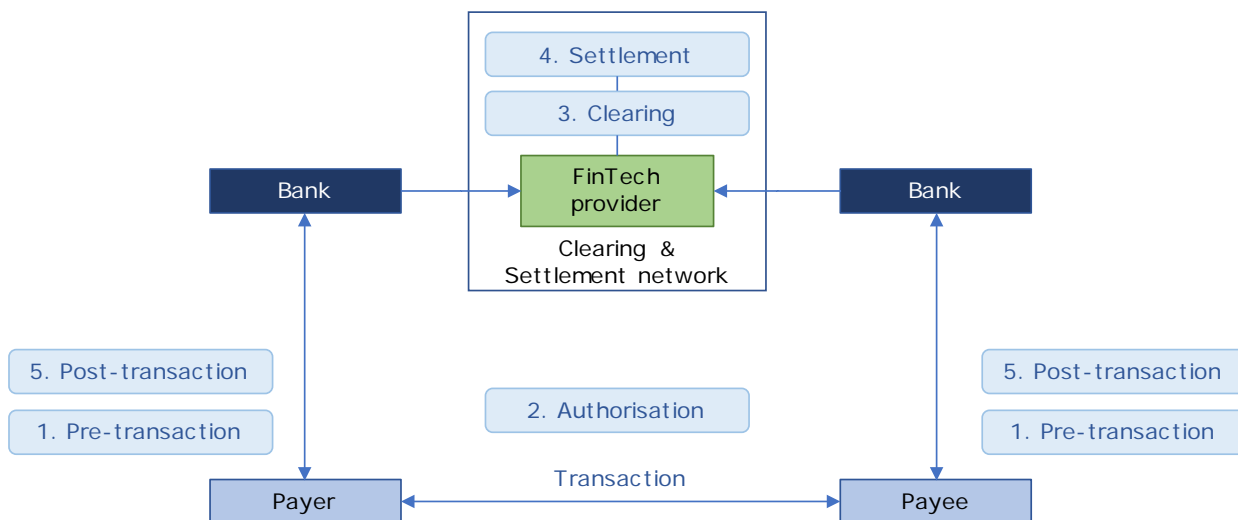 4. Settlement
3. Clearing
Bank
FinTech
provider
Bank
Clearing &
Settlement network
5. Post-transaction
5. Post-transaction
2. Authorisation
1. Pre-transaction
1. Pre-transaction
Transaction
Payer
Payee